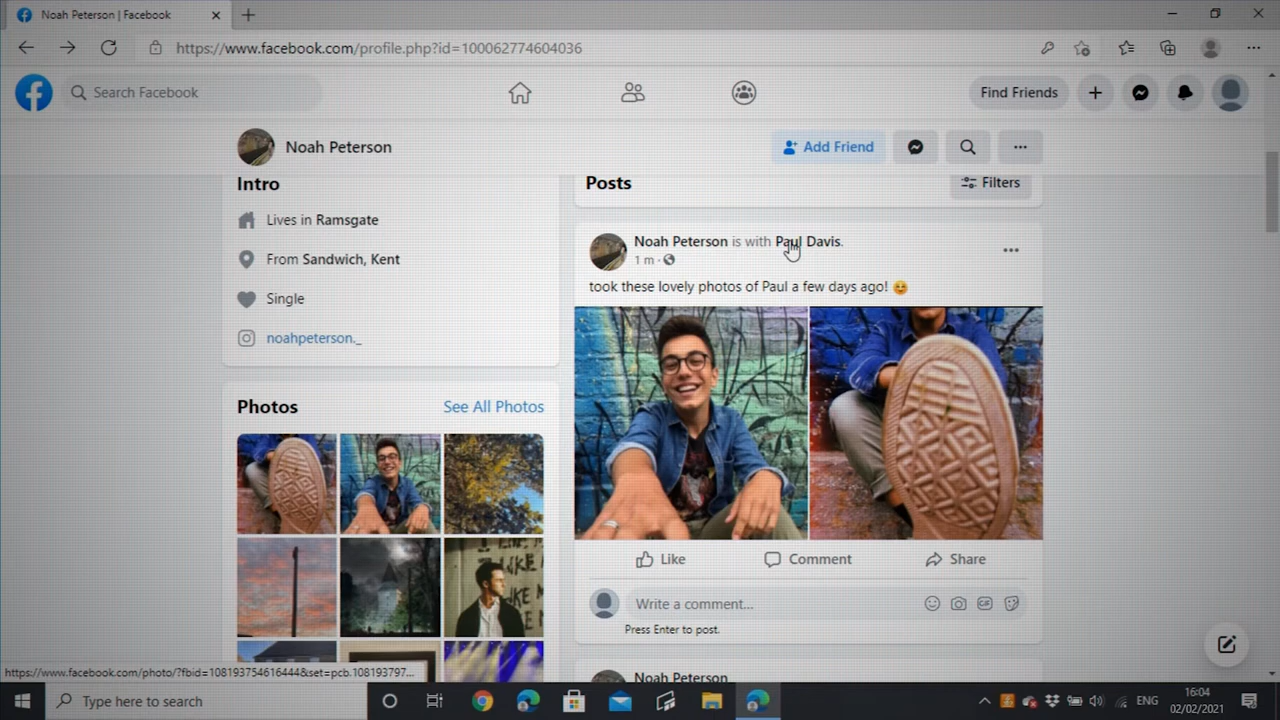 Noah Peterson | Facebook
https://www.facebook.com/profile.php?id=100062774604036
Search Facebook
Find Friends
Noah Peterson
Add Friend
Intro
Lives in Ramsgate
From Sandwich, Kent
Single
noahpeterson._
Photos
See All Photos
Posts
Filters
Noah Peterson is with Paul Davis.
1 m ·
took these lovely photos of Paul a few days ago! 😊
Like
Comment
Share
Write a comment...
GIF
Press Enter to post.
Noah Peterson
https://www.facebook.com/photo/?fbid=108193754616444&set=pcb.108193797...
Type here to search
ENG
16:04
02/02/2021